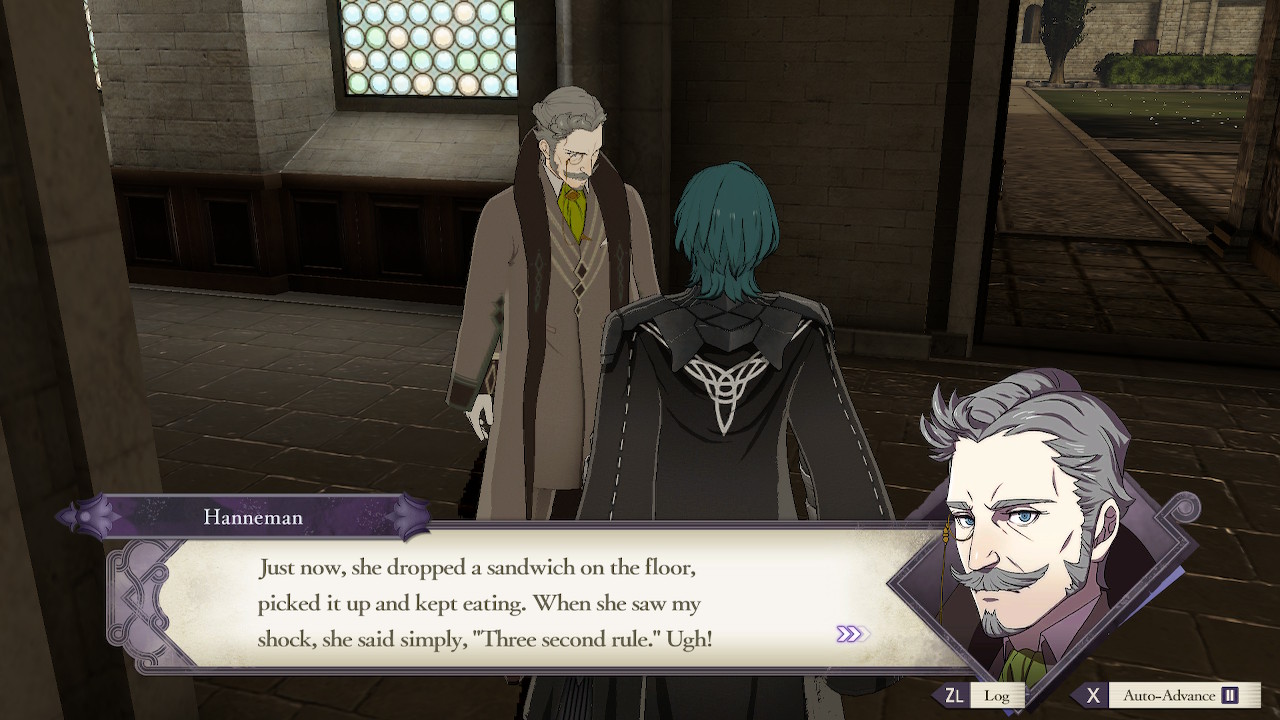 Hanneman
Just now, she dropped a sandwich on the floor,
picked it up and kept eating. When she saw my
shock, she said simply, "Three second rule." Ugh!
ZL Log
X Auto-Advance